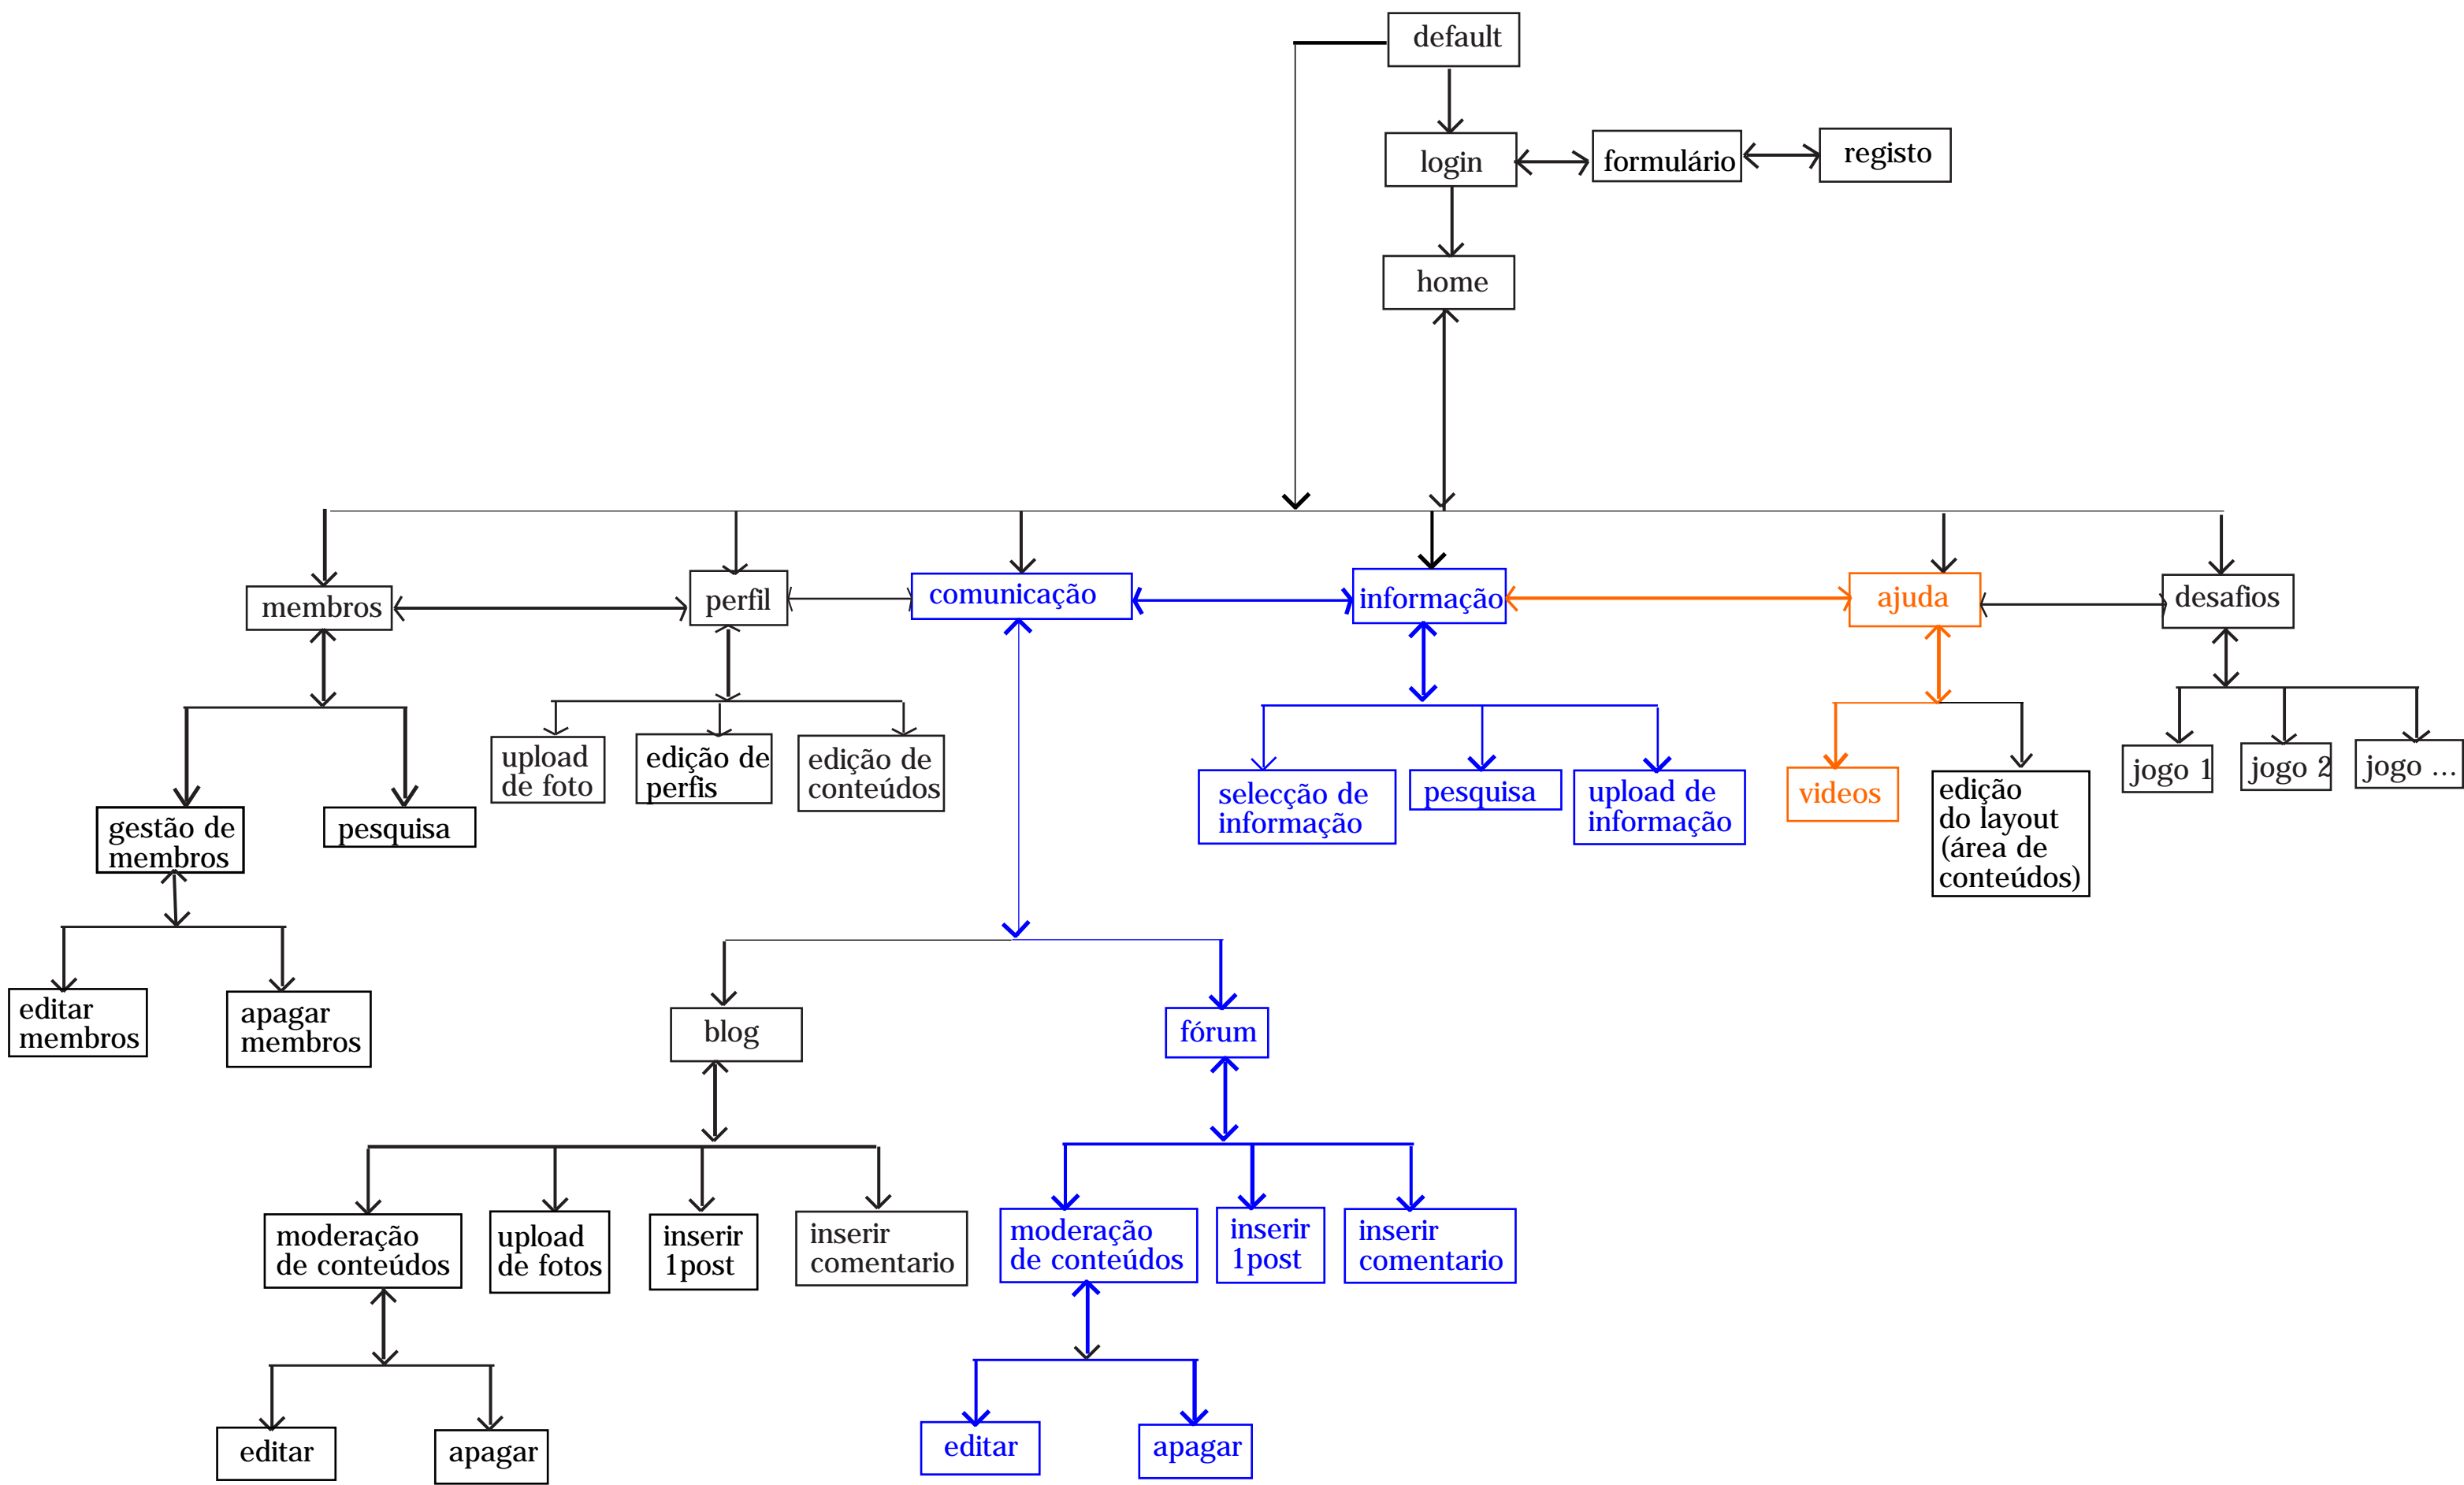 default
login
formulário
registo
home
membros
perfil
comunicação
informação
ajuda
desafios
upload
de foto
edição de
perfis
edição de
conteúdos
selecção de
informação
pesquisa
upload de
informação
videos
edição
do layout
(área de
conteúdos)
jogo 1
jogo 2
jogo ...
gestão de
membros
pesquisa
editar
membros
apagar
membros
blog
fórum
moderação
de conteúdos
upload
de fotos
inserir
1post
inserir
comentario
moderação
de conteúdos
inserir
1post
inserir
comentario
editar
apagar
editar
apagar